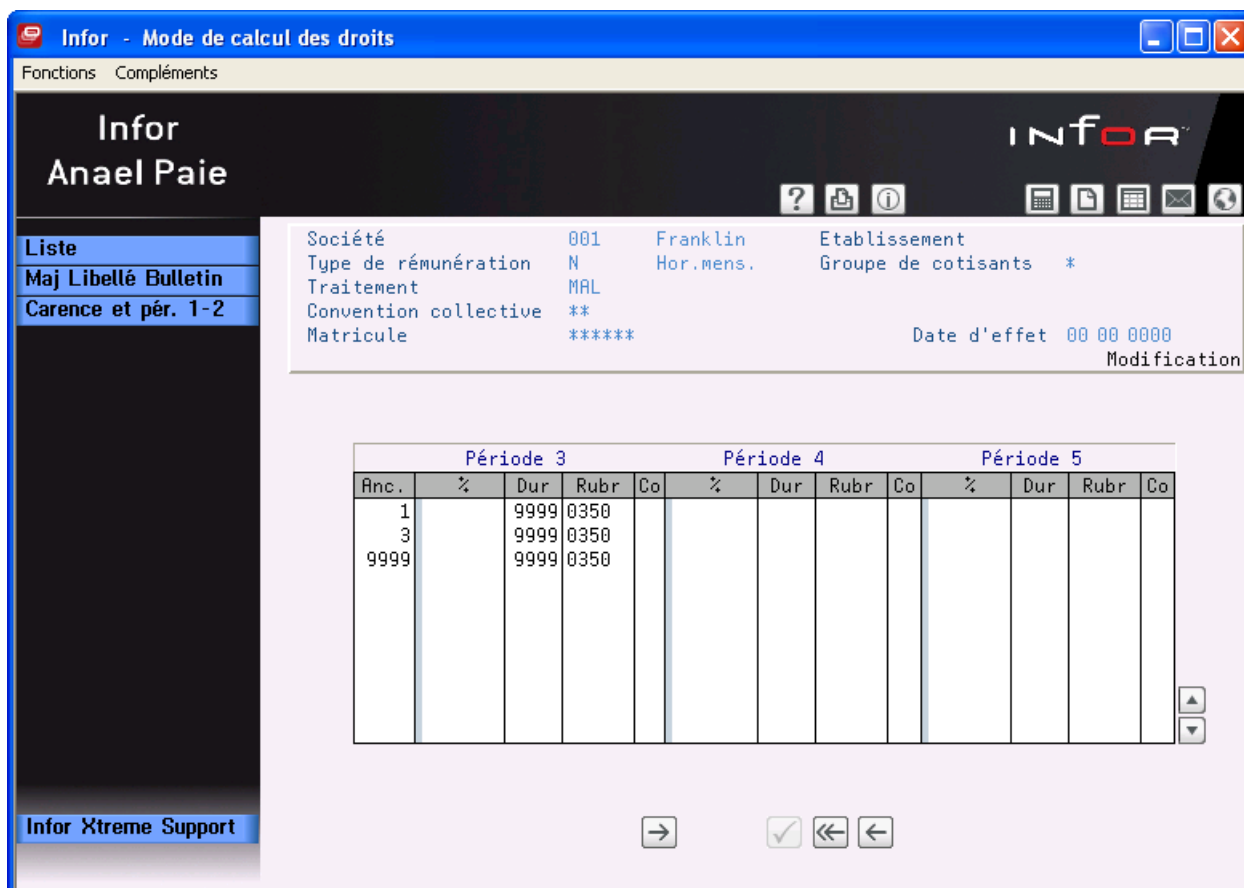 Infor - Mode de calcul des droits
Fonctions Compléments
Infor
Anael Paie
INFOR
Liste
Maj Libellé Bulletin
Carence et pér. 1-2
Société 001 Franklin Etablissement
Type de rémunération N Hor.mens. Groupe de cotisants *
Traitement MAL
Convention collective **
Matricule ****** Date d'effet 00 00 0000
Modification
Période 3 Période 4 Période 5
Anc. % Dur Rubr Co % Dur Rubr Co % Dur Rubr Co
1 9999 0350
3 9999 0350
9999 9999 0350
Infor Xtreme Support